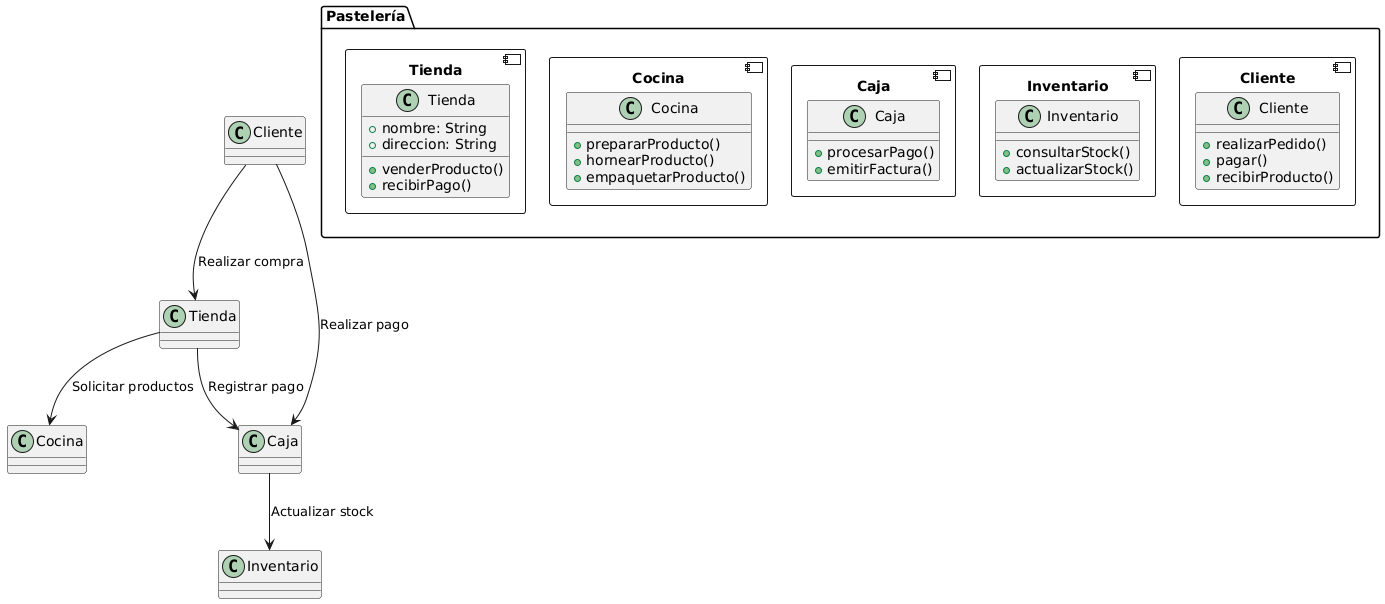 Pastelería
Tienda
C Tienda
nombre: String
direccion: String
venderProducto()
recibirPago()
Cocina
C Cocina
prepararProducto()
hornearProducto()
empaquetarProducto()
Caja
C Caja
procesarPago()
emitirFactura()
Inventario
C Inventario
consultarStock()
actualizarStock()
Cliente
C Cliente
realizarPedido()
pagar()
recibirProducto()
C Cliente
Realizar compra
Realizar pago
C Tienda
Solicitar productos
Registrar pago
C Cocina
C Caja
Actualizar stock
C Inventario